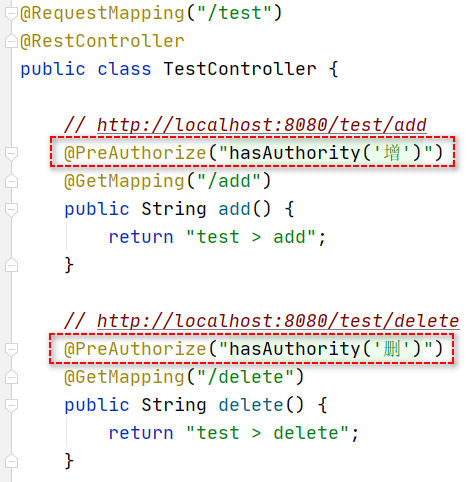 @RequestMapping("/test")
@RestController
public class TestController {
// http://localhost:8080/test/add
@PreAuthorize("hasAuthority('增')")
@GetMapping("/add")
public String add() {
return "test > add";
}
// http://localhost:8080/test/delete
@PreAuthorize("hasAuthority('删')")
@GetMapping("/delete")
public String delete() {
return "test > delete";
}